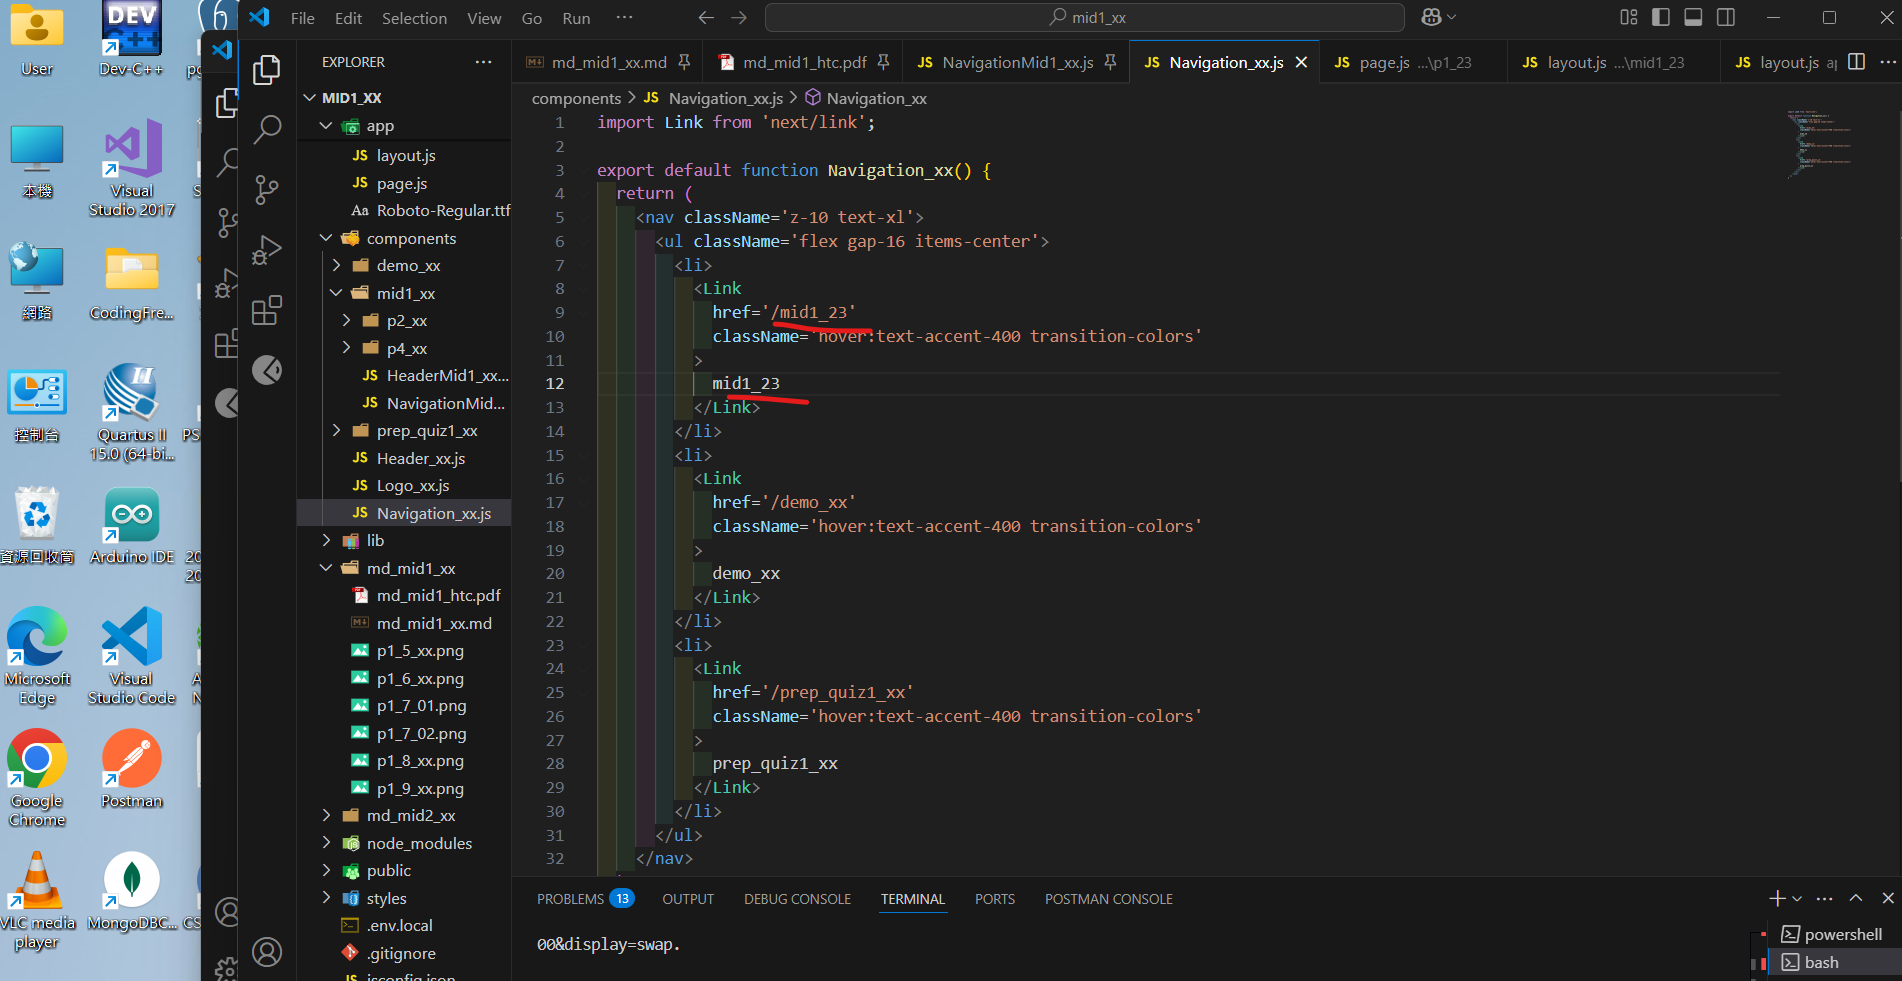 User
Dev-C++
本機
Visual
Studio 2017
網路
CodingFre...
控制台
Quartus II
15.0 (64-bi...
資源回收筒
Arduino IDE
Microsoft
Edge
Visual
Studio Code
Google
Chrome
Postman
VLC media
player
MongoDBC...
File Edit Selection View Go Run ...
mid1_xx
EXPLORER
MID1_XX
app
layout.js
page.js
Roboto-Regular.ttf
components
demo_xx
mid1_xx
p2_xx
p4_xx
HeaderMid1_xx...
NavigationMid...
prep_quiz1_xx
Header_xx.js
Logo_xx.js
Navigation_xx.js
lib
md_mid1_xx
md_mid1_htc.pdf
md_mid1_xx.md
p1_5_xx.png
p1_6_xx.png
p1_7_01.png
p1_7_02.png
p1_8_xx.png
p1_9_xx.png
md_mid2_xx
node_modules
public
styles
.env.local
.gitignore
jsconfig.json
md_mid1_xx.md
md_mid1_htc.pdf
JS NavigationMid1_xx.js
JS Navigation_xx.js
JS page.js ...\p1_23
JS layout.js ...\mid1_23
JS layout.js
components > JS Navigation_xx.js > Navigation_xx
1 import Link from 'next/link';
2
3 export default function Navigation_xx() {
4 return (
5 <nav className='z-10 text-xl'>
6 <ul className='flex gap-16 items-center'>
7 <li>
8 <Link
9 href='/mid1_23'
10 className='hover:text-accent-400 transition-colors'
11 >
12 mid1_23
13 </Link>
14 </li>
15 <li>
16 <Link
17 href='/demo_xx'
18 className='hover:text-accent-400 transition-colors'
19 >
20 demo_xx
21 </Link>
22 </li>
23 <li>
24 <Link
25 href='/prep_quiz1_xx'
26 className='hover:text-accent-400 transition-colors'
27 >
28 prep_quiz1_xx
29 </Link>
30 </li>
31 </ul>
32 </nav>
PROBLEMS 13 OUTPUT DEBUG CONSOLE TERMINAL PORTS POSTMAN CONSOLE
00&display=swap.
powershell
bash